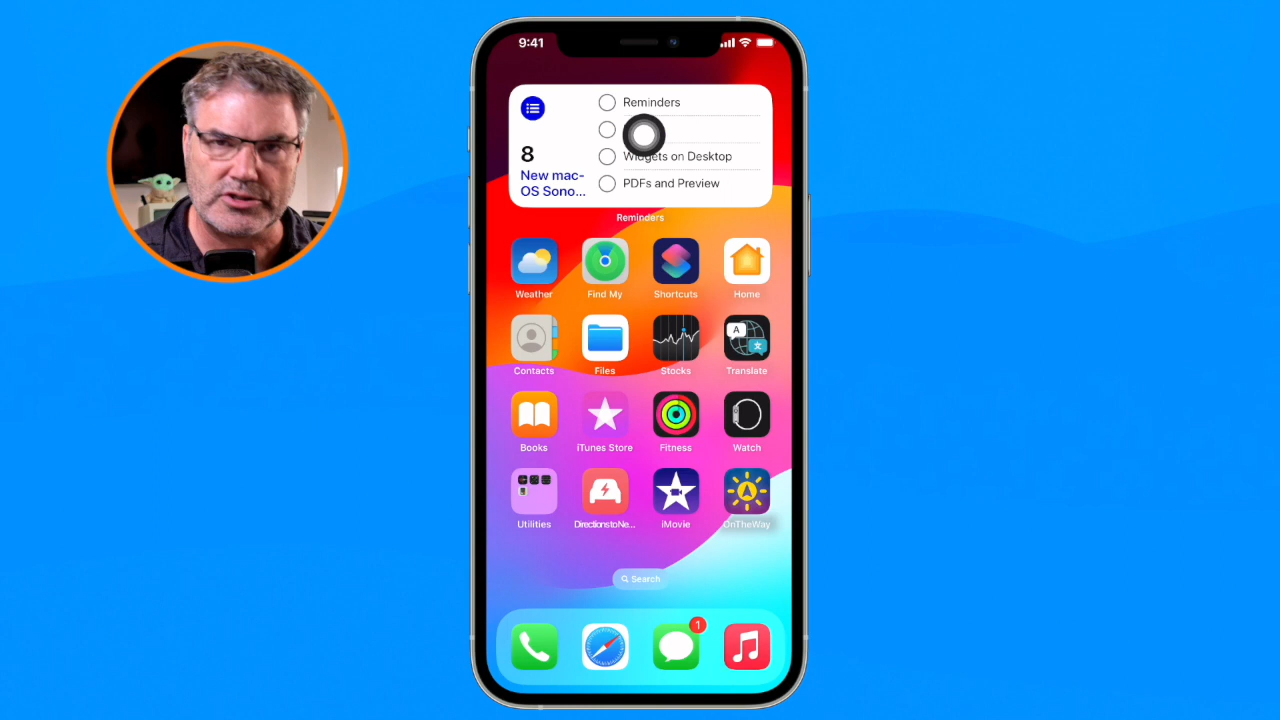 9:41
Reminders
8
Widgets on Desktop
New mac-
OS Sono...
PDFs and Preview
Reminders
Weather
Find My
Shortcuts
Home
Contacts
Files
Stocks
A
文
Translate
Books
iTunes Store
Fitness
Watch
Utilities
DirectionstoNe...
iMovie
OnTheWay
Search
1